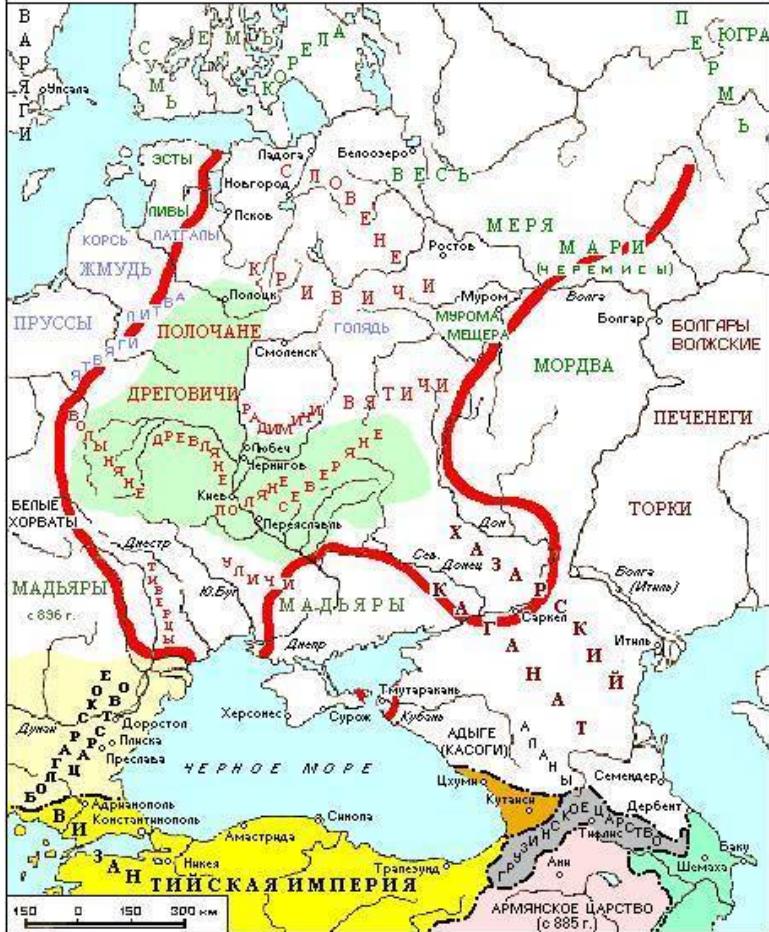 ВАРЯГИ
СУМЬ
ЕМЬ
КОРЕЛА
ПЕРМЬ
ЮГРА
Упсала
ЭСТЫ
Ладога
Белоозеро
ВЕСЬ
Новгород
СЛОВЕНЕ
Псков
ЛИВЫ
ЛАТГАЛЫ
КОРСЬ
ЖМУДЬ
МЕРЯ
Ростов
МАРИ
(ЧЕРЕМИСЫ)
КРИВИЧИ
Полоцк
Муром
Волга
Болгар
БОЛГАРЫ
ВОЛЖСКИЕ
ЛИТВА
ПРУССЫ
ПОЛОЧАНЕ
ГОЛЯДЬ
МУРОМА
МЕЩЕРА
Смоленск
ЯТВЯГИ
МОРДВА
ДРЕГОВИЧИ
РАДИМИЧИ
ВЯТИЧИ
ПЕЧЕНЕГИ
ВОЛЫНЯНЕ
ДРЕВЛЯНЕ
Любеч
Чернигов
СЕВЕРЯНЕ
Киев
ПОЛЯНЕ
Переяславль
БЕЛЫЕ
ХОРВАТЫ
ТОРКИ
Дон
Днестр
Сев.
Донец
ХАЗАРСКИЙ
КАГАНАТ
УЛИЧИ
Ю.Буг
ТИВЕРЦЫ
МАДЬЯРЫ
с 896 г.
МАДЬЯРЫ
Волга
(Итиль)
Саркел
Итиль
Днепр
Тмутаракань
Херсонес
Сурож
Кубань
Дунай
БОЛГАРСКОЕ
ЦАРСТВО
Доростол
Плиска
Преслава
АДЫГЕ
(КАСОГИ)
АЛАНЫ
ЧЕРНОЕ МОРЕ
Семендер
Цхуми
Кутаиси
Дербент
Адрианополь
Константинополь
Синопа
Амастрида
ГРУЗИНСКОЕ ЦАРСТВО
Тифлис
Баку
Шемаха
Никея
Трапезунд
Ани
ВИЗАНТИЙСКАЯ ИМПЕРИЯ
АРМЯНСКОЕ ЦАРСТВО
(с 885 г.)
150 0 150 300 км